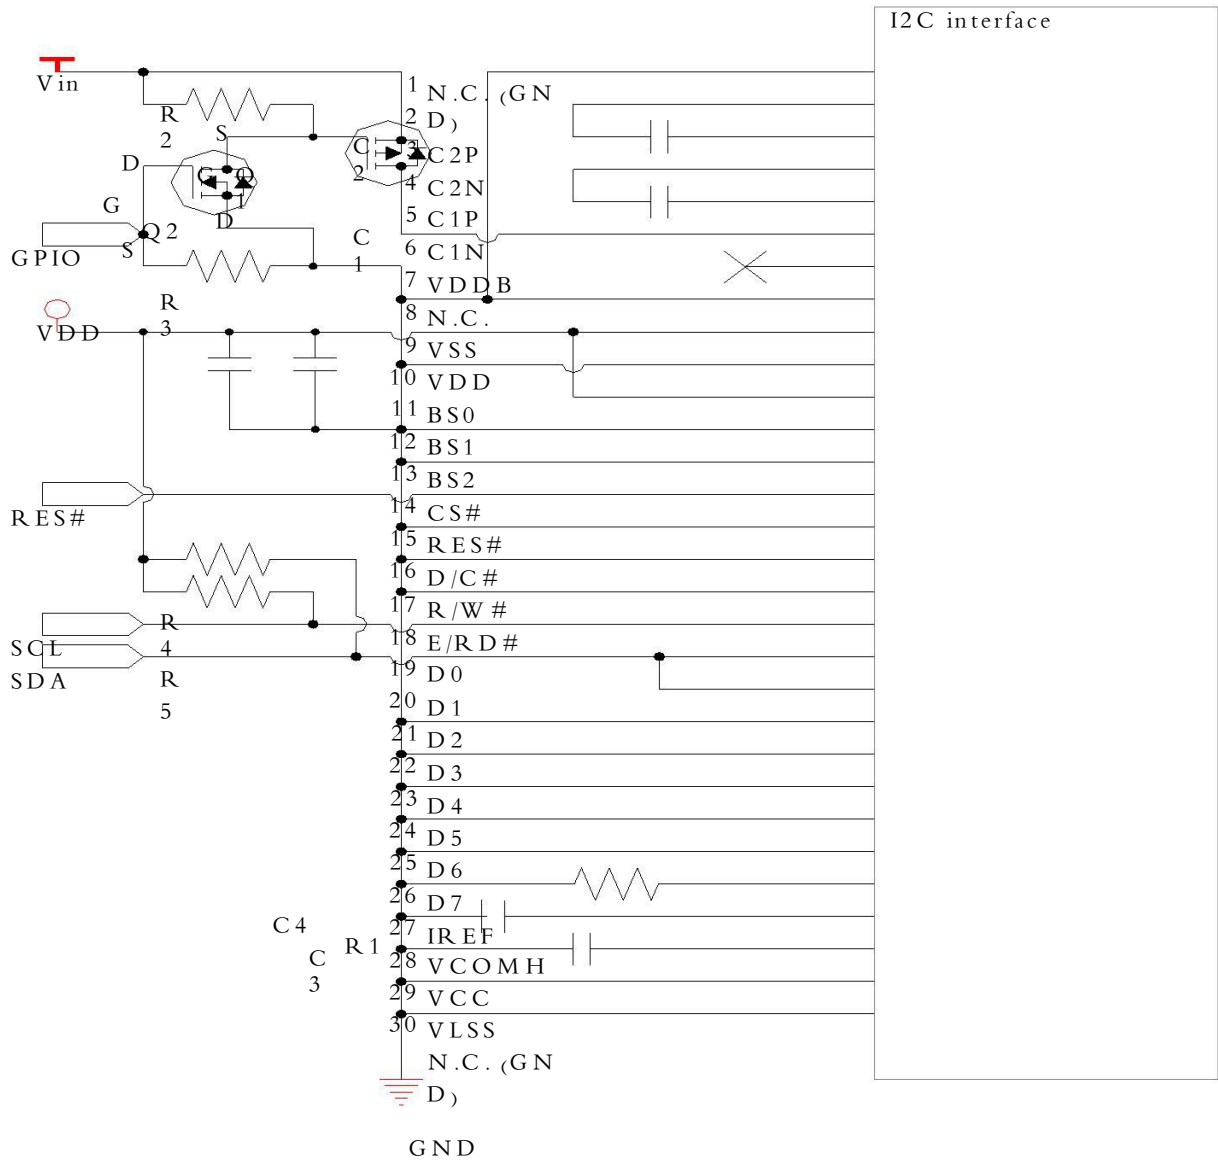 I2C interface
Vin
1 N.C. (GN
R 2 D)
2 S C 3 C2P
D 2
G Q 4 C2N
G 1 5 C1P
Q2 D C
GPIO S 1 6 C1N
7 VDDB
R 8 N.C.
VDD 3 9 VSS
10 VDD
11 BS0
12 BS1
13 BS2
RES# 14 CS#
15 RES#
16 D/C#
17 R/W#
SCL R 18 E/RD#
4
SDA R 19 D0
5 20 D1
21 D2
22 D3
23 D4
24 D5
25 D6
26 D7
C4 27 IREF
C R1 28 VCOMH
3 29 VCC
30 VLSS
N.C. (GN
D)
GND